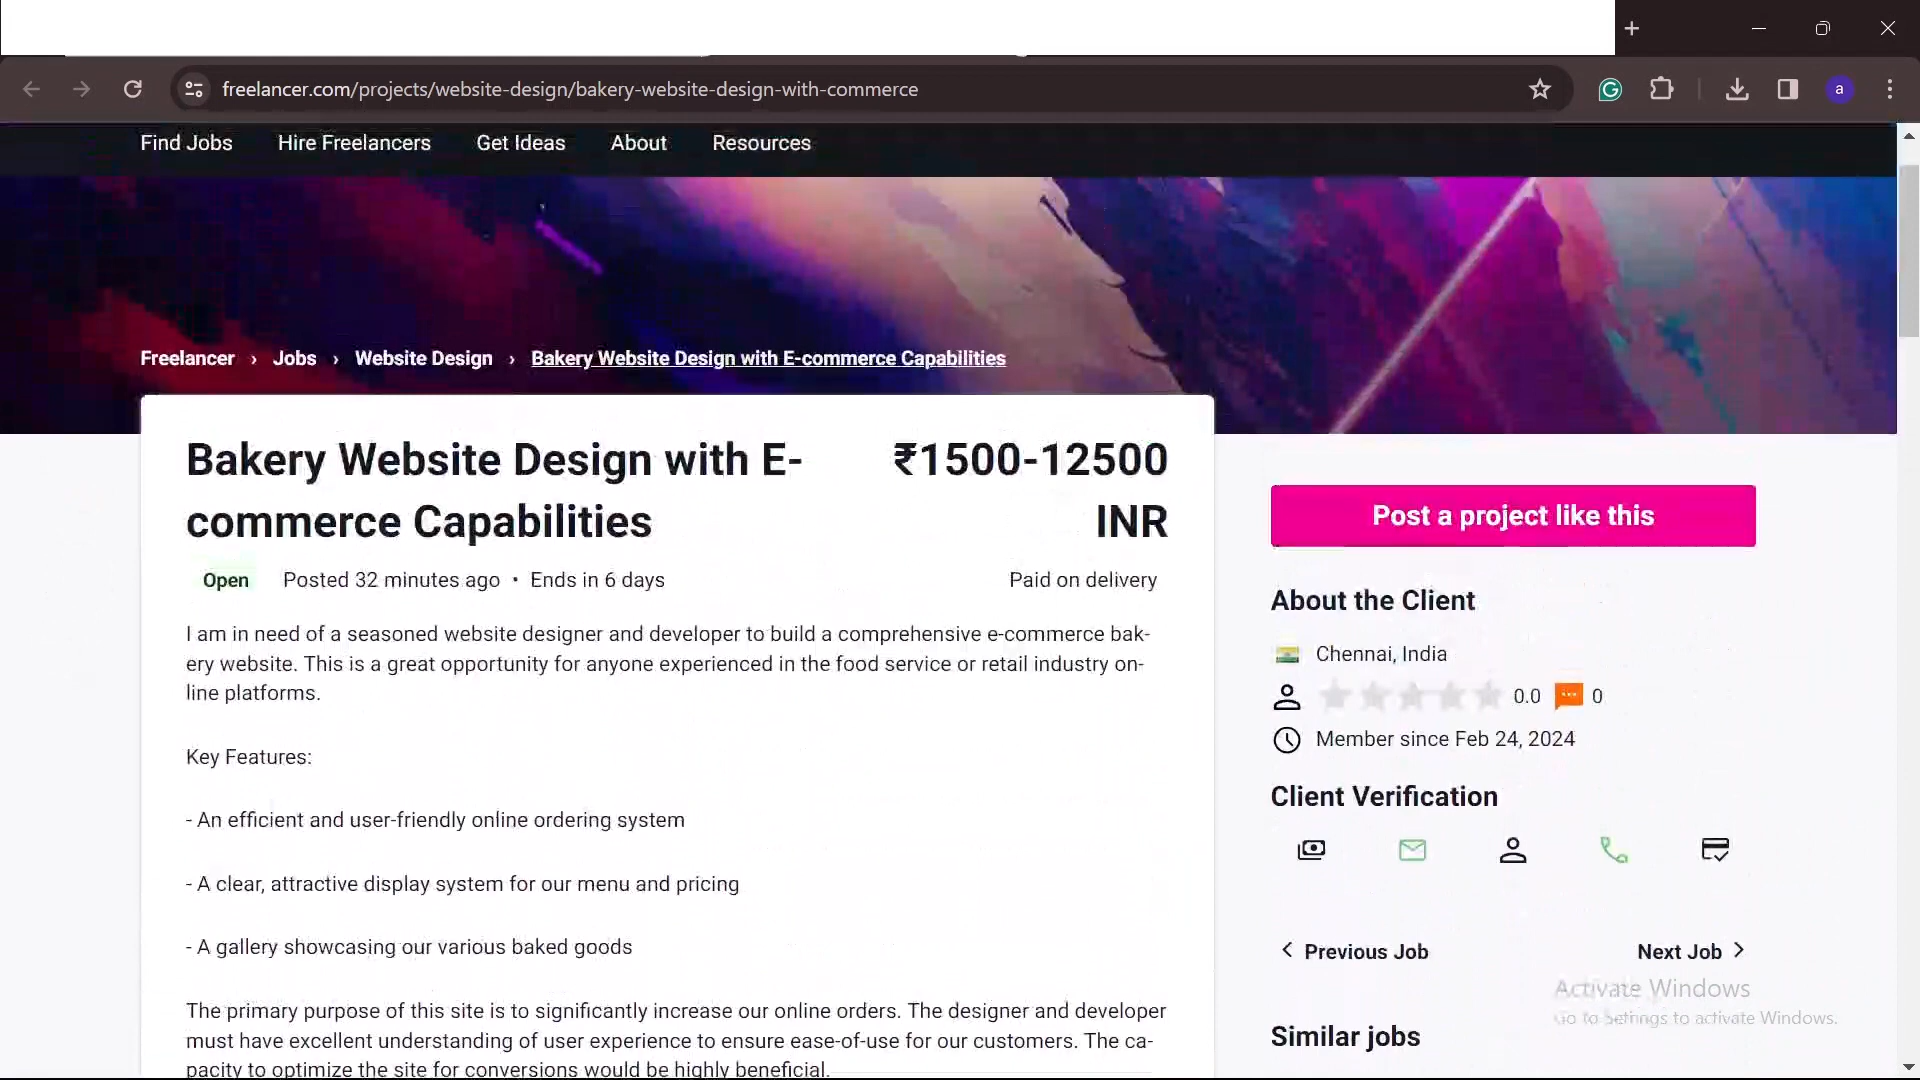 freelancer.com/projects/website-design/bakery-website-design-with-commerce
a
Find Jobs Hire Freelancers Get Ideas About Resources
Freelancer › Jobs › Website Design › Bakery Website Design with E-commerce Capabilities
Bakery Website Design with E-
commerce Capabilities
₹1500-12500
INR
Open Posted 32 minutes ago • Ends in 6 days
Paid on delivery
I am in need of a seasoned website designer and developer to build a comprehensive e-commerce bak-
ery website. This is a great opportunity for anyone experienced in the food service or retail industry on-
line platforms.
Key Features:
- An efficient and user-friendly online ordering system
- A clear, attractive display system for our menu and pricing
- A gallery showcasing our various baked goods
The primary purpose of this site is to significantly increase our online orders. The designer and developer
must have excellent understanding of user experience to ensure ease-of-use for our customers. The ca-
pacity to optimize the site for conversions would be highly beneficial.
Post a project like this
About the Client
Chennai, India
0.0 0
Member since Feb 24, 2024
Client Verification
Previous Job Next Job
Activate Windows
Go to Settings to activate Windows.
Similar jobs